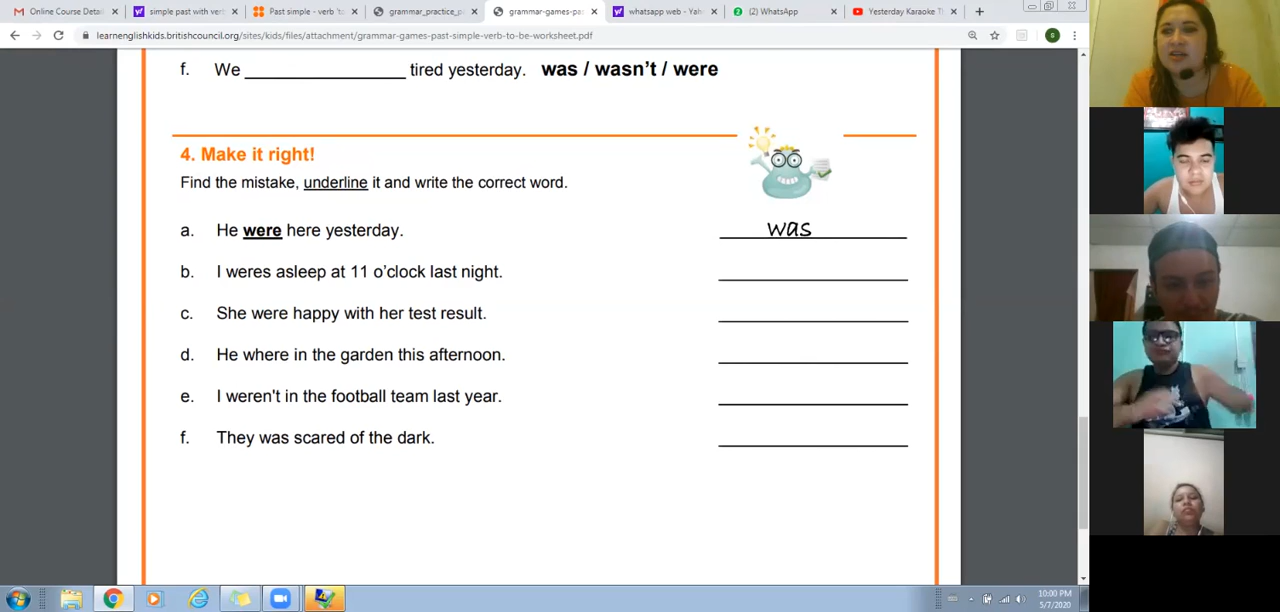 Online Course Deta
simple past with ver
Past simple - verb 'to
grammar_practice_p
grammar-games-pas
whatsapp web - Yah
(2) WhatsApp
Yesterday Karaoke T
learnenglishkids.britishcouncil.org/sites/kids/files/attachment/grammar-games-past-simple-verb-to-be-worksheet.pdf
f. We ________________ tired yesterday. was / wasn't / were
4. Make it right!
Find the mistake, underline it and write the correct word.
a. He were here yesterday. was
b. I weres asleep at 11 o'clock last night.
c. She were happy with her test result.
d. He where in the garden this afternoon.
e. I weren't in the football team last year.
f. They was scared of the dark.
10:00 PM
5/7/2020